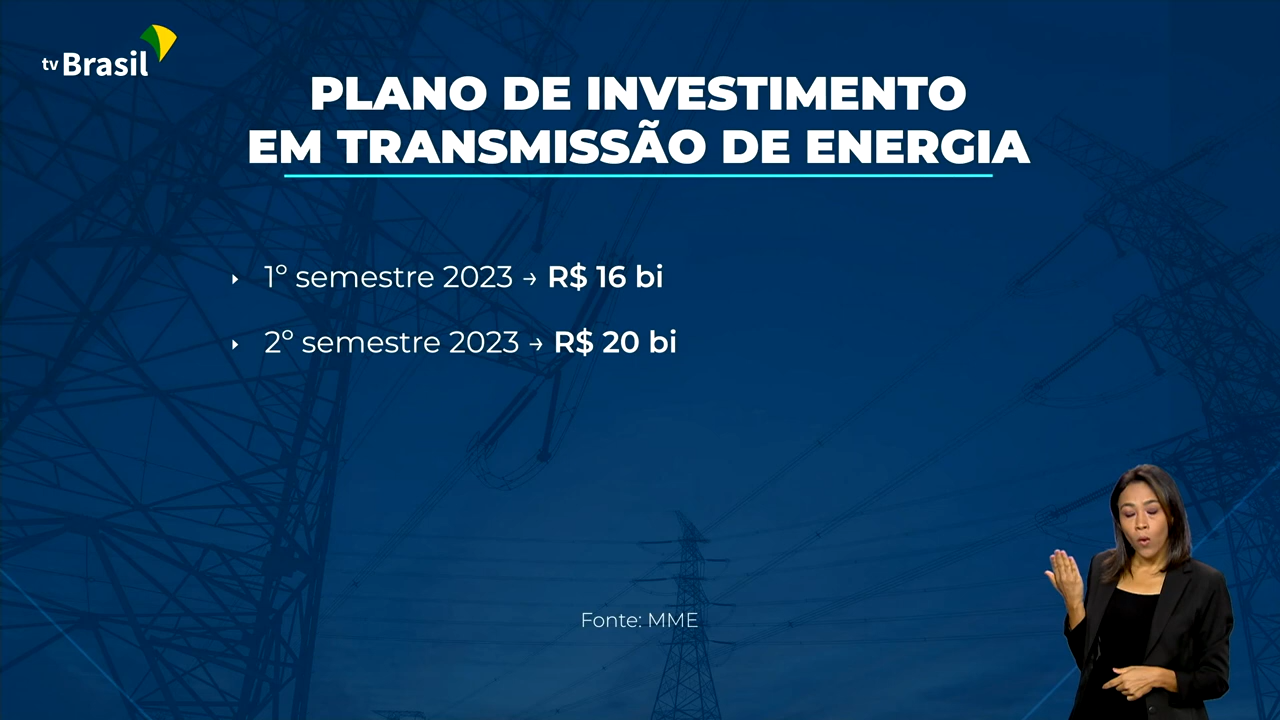 tv Brasil
PLANO DE INVESTIMENTO
EM TRANSMISSÃO DE ENERGIA
1º semestre 2023 → R$ 16 bi
2º semestre 2023 → R$ 20 bi
Fonte: MME